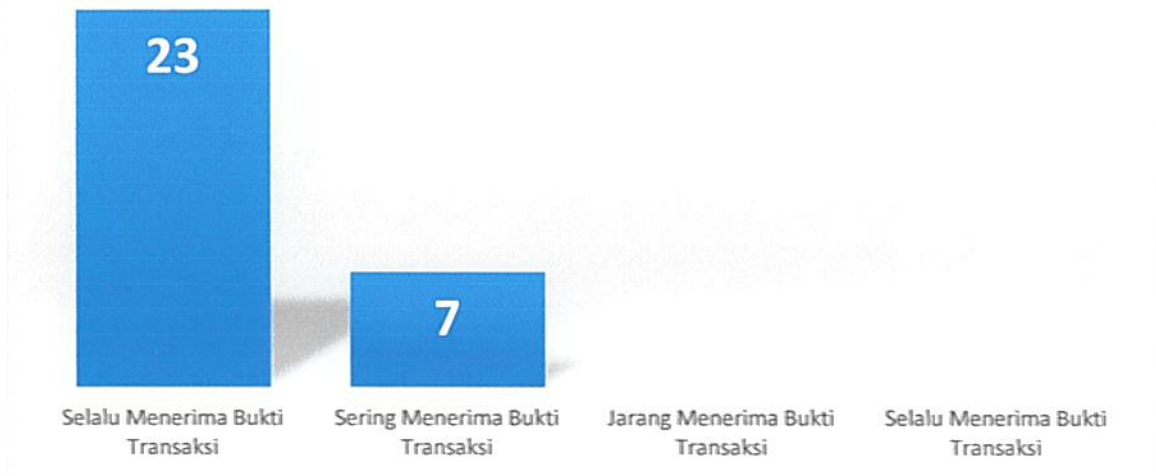 23
7
Selalu Menerima Bukti
Transaksi
Sering Menerima Bukti
Transaksi
Jarang Menerima Bukti
Transaksi
Selalu Menerima Bukti
Transaksi